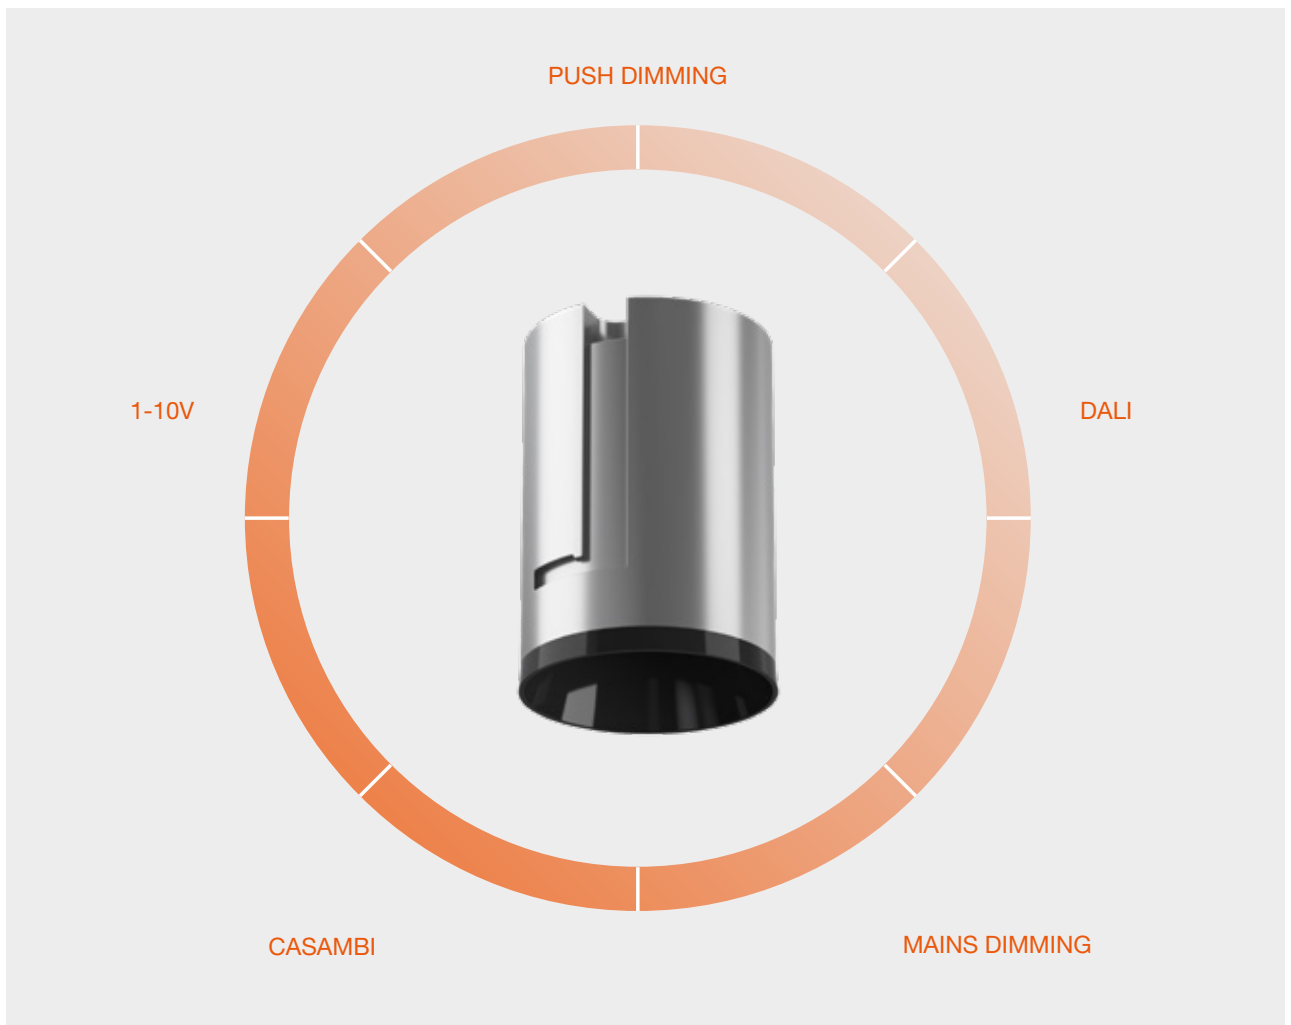 PUSH DIMMING
1-10V
DALI
CASAMBI
MAINS DIMMING